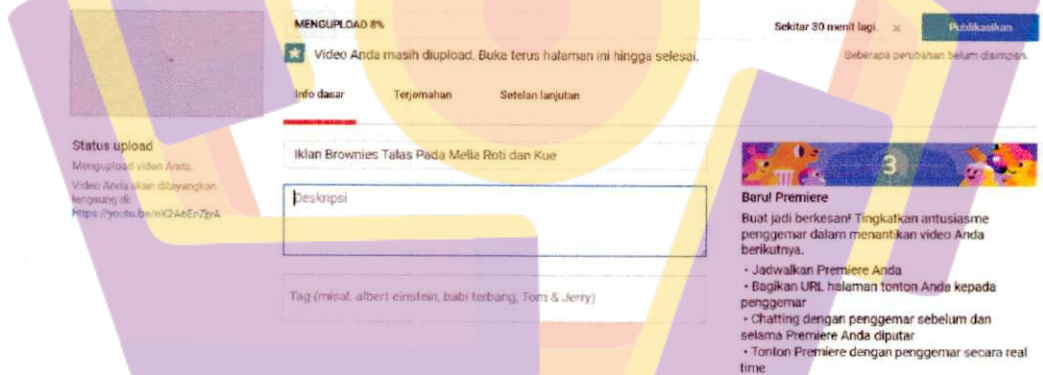 MENGUPLOAD 8%
Sekitar 30 menit lagi.
Publikasikan
Video Anda masih diupload. Buka terus halaman ini hingga selesai.
Beberapa perubahan belum disimpan.
Info dasar
Terjemahan
Setelan lanjutan
Status upload
Mengupload video Anda.
Video Anda akan ditayangkan
langsung di:
Iklan Brownies Talas Pada Melia Roti dan Kue
Deskripsi
Tag (misal: albert einstein, babi terbang, Tom & Jerry)
3
Baru! Premiere
Buat jadi berkesan! Tingkatkan antusiasme
penggemar dalam menantikan video Anda
berikutnya.
• Jadwalkan Premiere Anda
• Bagikan URL halaman tonton Anda kepada
penggemar
• Chatting dengan penggemar sebelum dan
selama Premiere Anda diputar
• Tonton Premiere dengan penggemar secara real
time